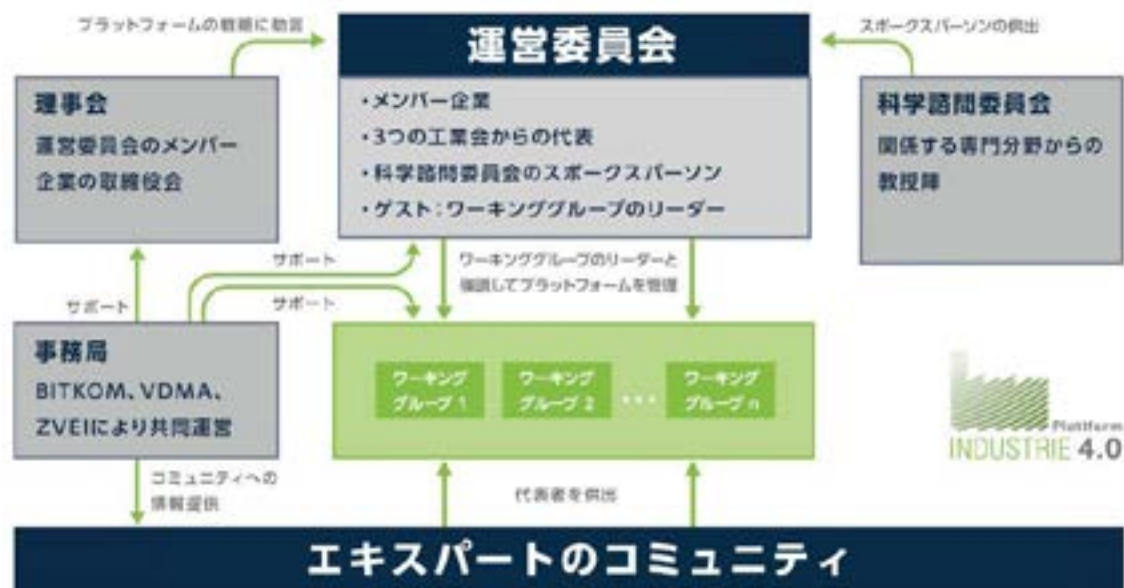 プラットフォームの戦略に助言
運営委員会
スポークスパーソンの供出
理事会
運営委員会のメンバー
企業の取締役会
・メンバー企業
・3つの工業会からの代表
・科学諮問委員会のスポークスパーソン
・ゲスト：ワーキンググループのリーダー
科学諮問委員会
関係する専門分野からの
教授陣
サポート
サポート
サポート
ワーキンググループのリーダーと
協調してプラットフォームを管理
事務局
BITKOM、VDMA、
ZVEIにより共同運営
ワーキング
グループ 1
ワーキング
グループ 2
•••
ワーキング
グループ n
Plattform
INDUSTRIE 4.0
コミュニティへの
情報提供
代表者を供出
エキスパートのコミュニティ